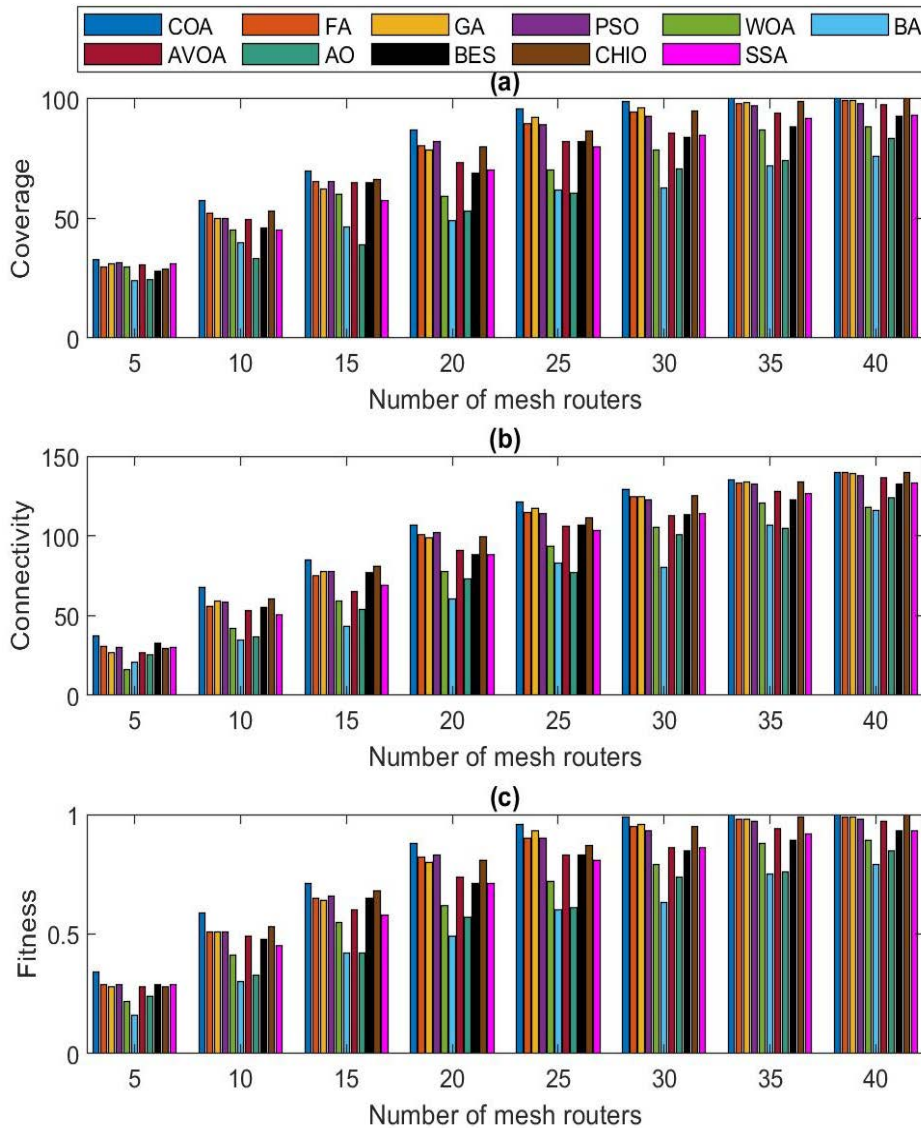 COA FA GA PSO WOA BA
AVOA AO BES CHIO SSA
(a)
100
50
0
Coverage
5 10 15 20 25 30 35 40
Number of mesh routers
(b)
150
100
50
0
Connectivity
5 10 15 20 25 30 35 40
Number of mesh routers
(c)
1
0.5
0
Fitness
5 10 15 20 25 30 35 40
Number of mesh routers